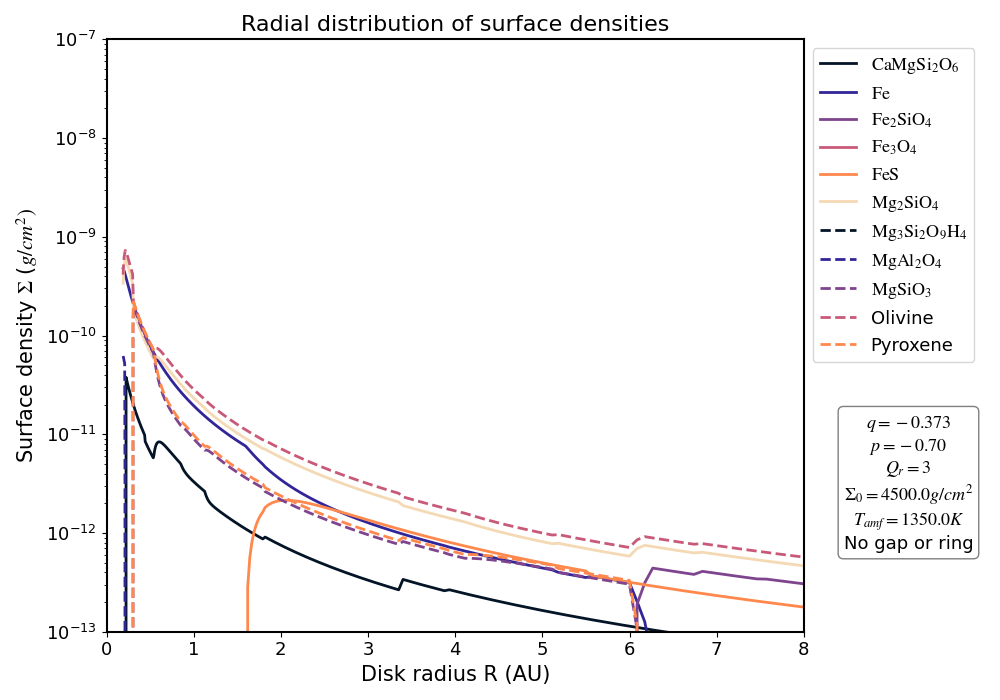 Radial distribution of surface densities
Surface density Σ (g/cm²)
10⁻⁷
10⁻⁸
10⁻⁹
10⁻¹⁰
10⁻¹¹
10⁻¹²
10⁻¹³
0 1 2 3 4 5 6 7 8
Disk radius R (AU)
CaMgSi₂O₆
Fe
Fe₂SiO₄
Fe₃O₄
FeS
Mg₂SiO₄
Mg₃Si₂O₉H₄
MgAl₂O₄
MgSiO₃
Olivine
Pyroxene
q = −0.373
p = −0.70
Qᵣ = 3
Σ₀ = 4500.0g/cm²
Tₐₘf = 1350.0K
No gap or ring